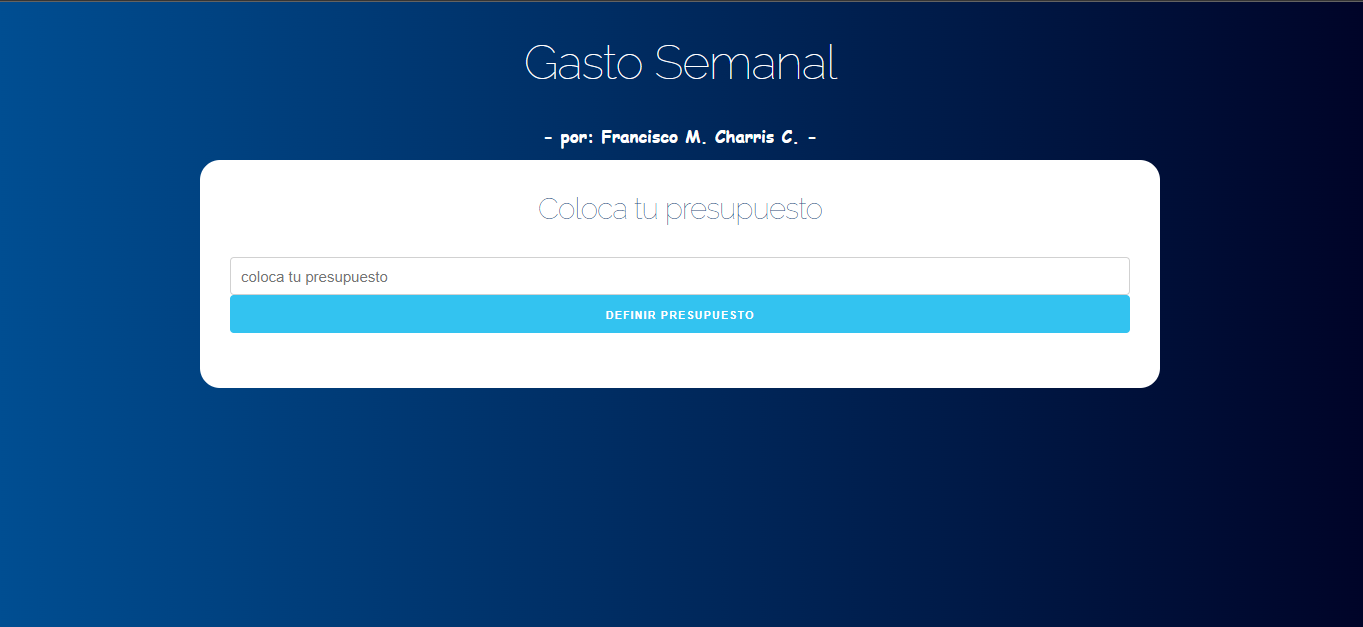 Gasto Semanal
- por: Francisco M. Charris C. -
Coloca tu presupuesto
coloca tu presupuesto
DEFINIR PRESUPUESTO